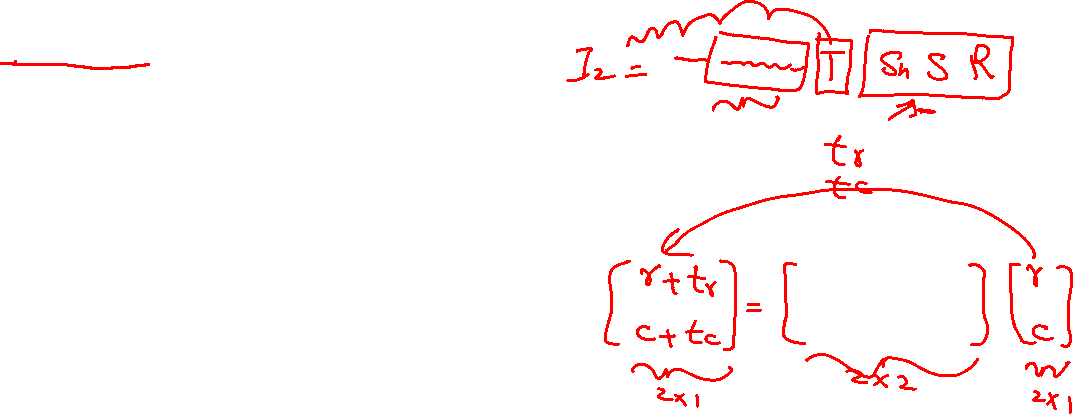 I2 = T Sh S R
tr
tc
[ r + tr ] = [ ] [ r ]
[ c + tc ] [ c ]
2x1 2x2 2x1